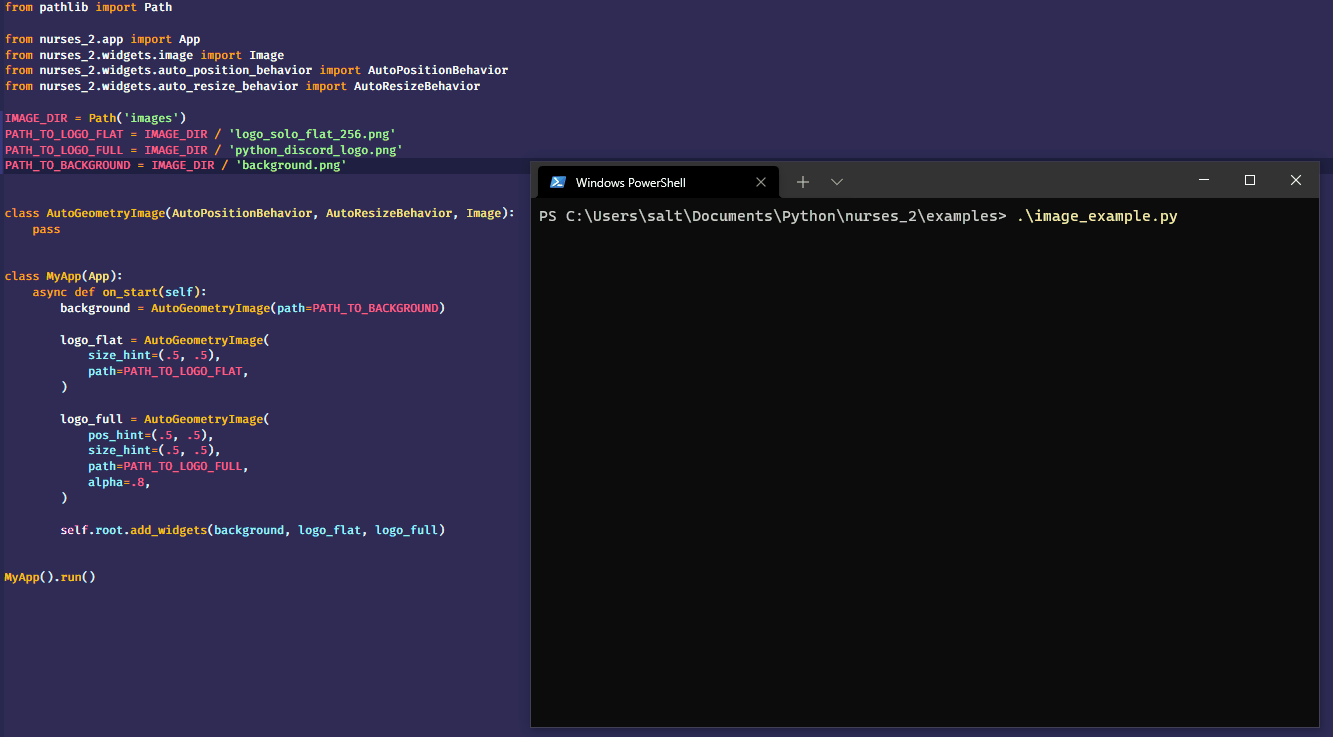 from pathlib import Path

from nurses_2.app import App
from nurses_2.widgets.image import Image
from nurses_2.widgets.auto_position_behavior import AutoPositionBehavior
from nurses_2.widgets.auto_resize_behavior import AutoResizeBehavior

IMAGE_DIR = Path('images')
PATH_TO_LOGO_FLAT = IMAGE_DIR / 'logo_solo_flat_256.png'
PATH_TO_LOGO_FULL = IMAGE_DIR / 'python_discord_logo.png'
PATH_TO_BACKGROUND = IMAGE_DIR / 'background.png'


class AutoGeometryImage(AutoPositionBehavior, AutoResizeBehavior, Image):
    pass


class MyApp(App):
    async def on_start(self):
        background = AutoGeometryImage(path=PATH_TO_BACKGROUND)

        logo_flat = AutoGeometryImage(
            size_hint=(.5, .5),
            path=PATH_TO_LOGO_FLAT,
        )

        logo_full = AutoGeometryImage(
            pos_hint=(.5, .5),
            size_hint=(.5, .5),
            path=PATH_TO_LOGO_FULL,
            alpha=.8,
        )

        self.root.add_widgets(background, logo_flat, logo_full)


MyApp().run()

Windows PowerShell
PS C:\Users\salt\Documents\Python\nurses_2\examples> .\image_example.py